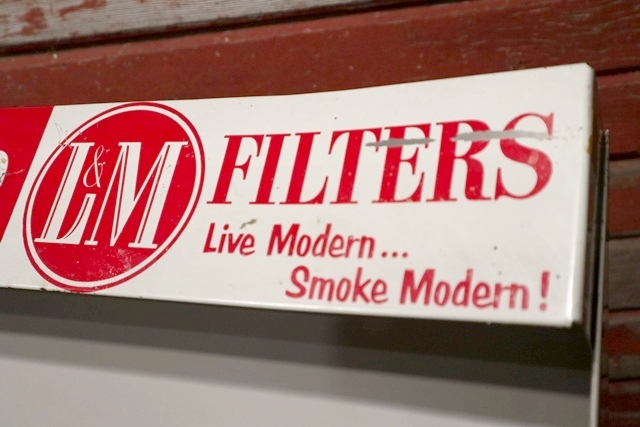 L&M
FILTERS
Live Modern...
Smoke Modern!